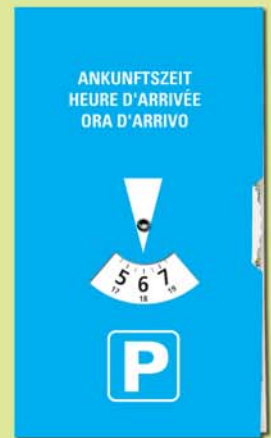 ANKUNFTSZEIT
HEURE D'ARRIVÉE
ORA D'ARRIVO
5 6 7
17 18 19
P